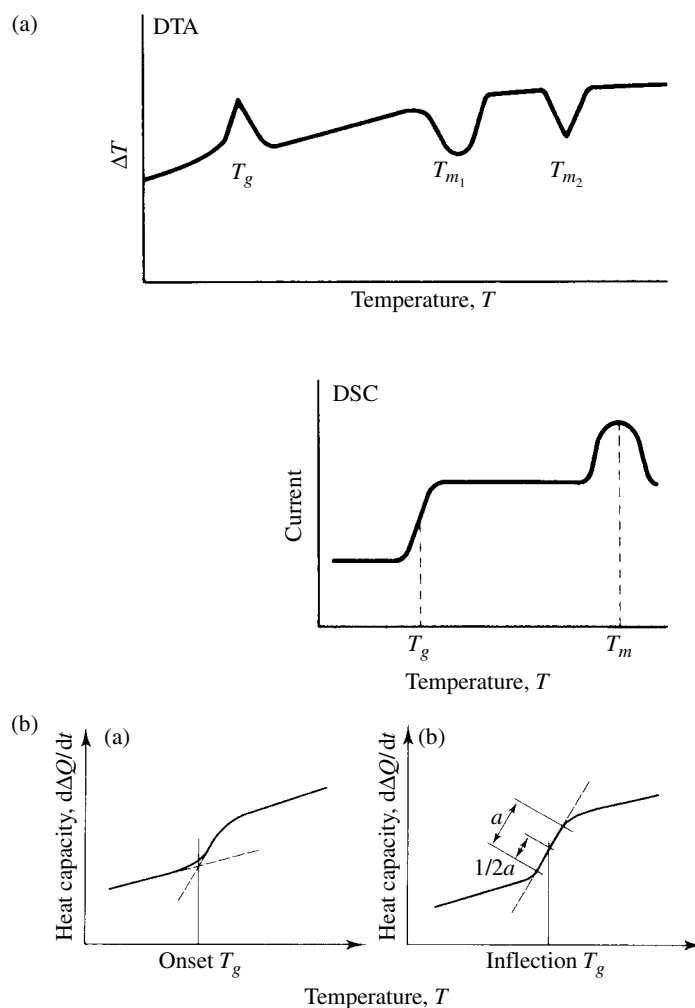 (a)
DTA
ΔT
T_g
T_{m_1}
T_{m_2}
Temperature, T
DSC
Current
T_g
T_m
Temperature, T
(b)
(a)
Heat capacity, dΔQ/dt
Onset T_g
(b)
Heat capacity, dΔQ/dt
a
1/2a
Inflection T_g
Temperature, T